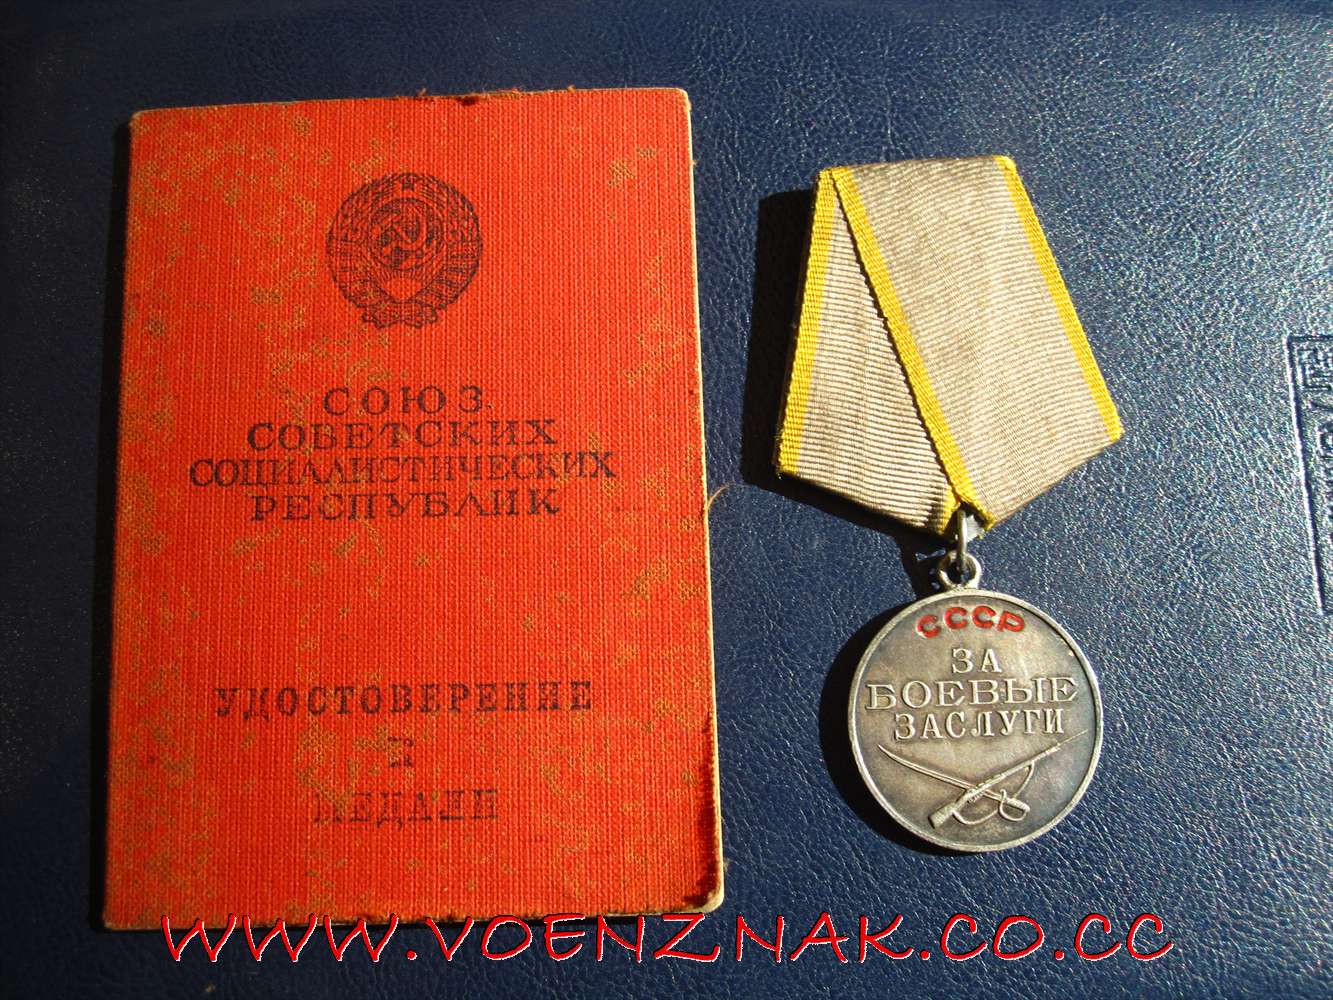 СОЮЗ
СОВЕТСКИХ
СОЦИАЛИСТИЧЕСКИХ
РЕСПУБЛИК
УДОСТОВЕРЕНИЕ
К
МЕДАЛИ
СССР
ЗА
БОЕВЫЕ
ЗАСЛУГИ
WWW.VOENZNAK.CO.CC